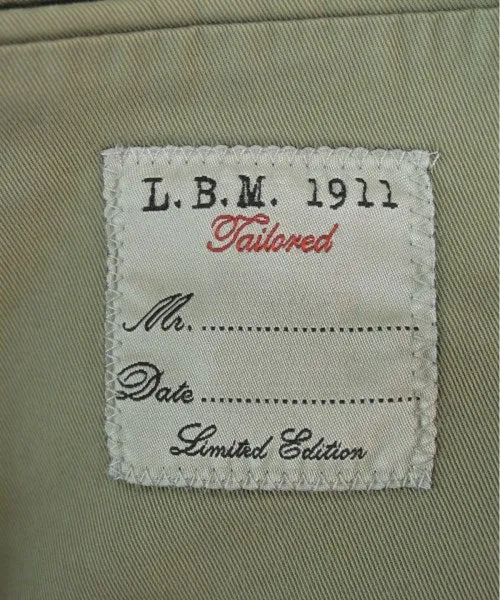 L.B.M. 1911
Tailored
Mr. ..............................
Date ..............................
Limited Edition